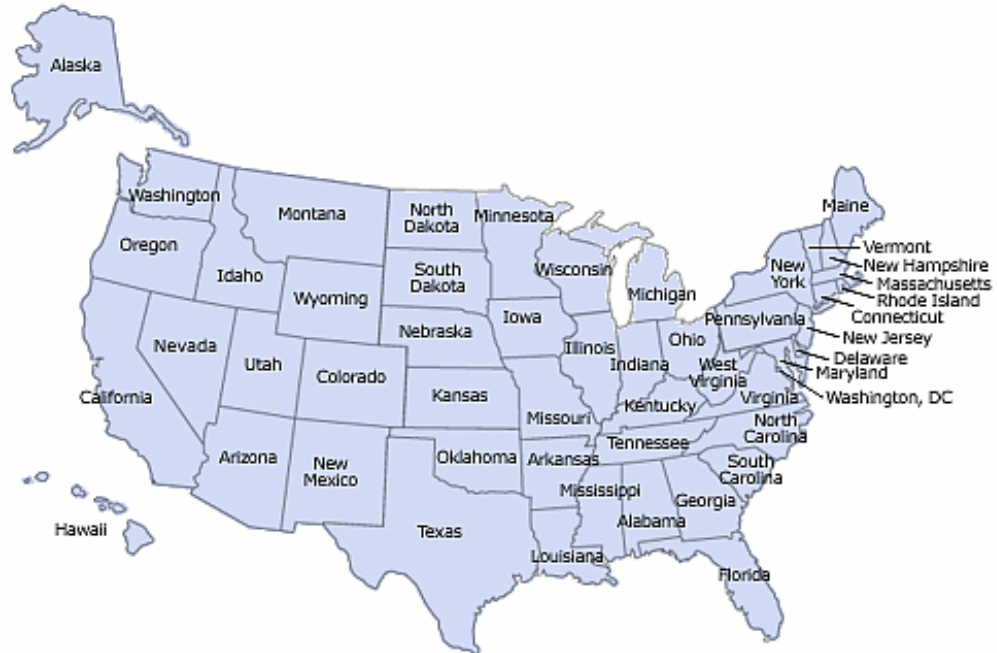 Alaska
Washington
Montana
North
Dakota
Minnesota
Maine
Oregon
Idaho
Wyoming
South
Dakota
Wisconsin
Michigan
New
York
Vermont
New Hampshire
Massachusetts
Rhode Island
Connecticut
Nevada
Utah
Colorado
Nebraska
Iowa
Illinois
Indiana
Ohio
Pennsylvania
New Jersey
Delaware
Maryland
Washington, DC
California
Kansas
Missouri
Kentucky
West
Virginia
Virginia
Arizona
New
Mexico
Oklahoma
Arkansas
Tennessee
North
Carolina
South
Carolina
Hawaii
Texas
Louisiana
Mississippi
Alabama
Georgia
Florida